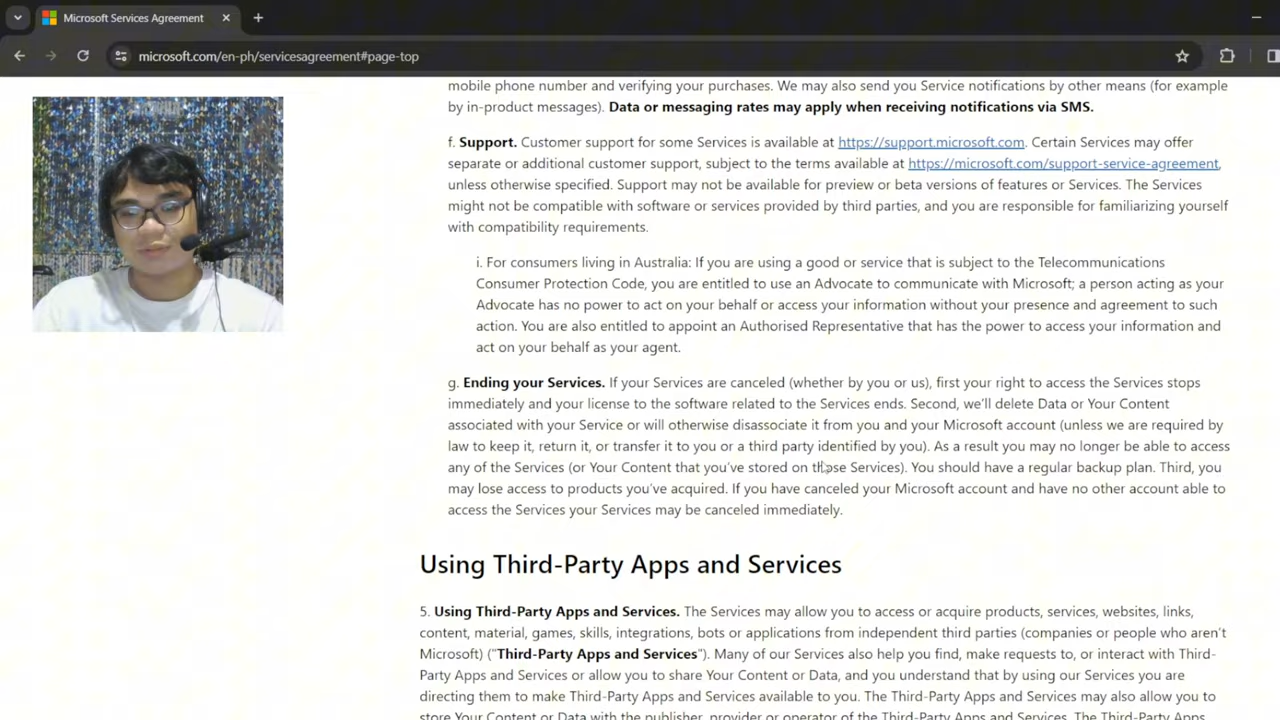 Microsoft Services Agreement
microsoft.com/en-ph/servicesagreement#page-top
mobile phone number and verifying your purchases. We may also send you Service notifications by other means (for example
by in-product messages). Data or messaging rates may apply when receiving notifications via SMS.
f. Support. Customer support for some Services is available at https://support.microsoft.com. Certain Services may offer
separate or additional customer support, subject to the terms available at https://microsoft.com/support-service-agreement,
unless otherwise specified. Support may not be available for preview or beta versions of features or Services. The Services
might not be compatible with software or services provided by third parties, and you are responsible for familiarizing yourself
with compatibility requirements.
i. For consumers living in Australia: If you are using a good or service that is subject to the Telecommunications
Consumer Protection Code, you are entitled to use an Advocate to communicate with Microsoft; a person acting as your
Advocate has no power to act on your behalf or access your information without your presence and agreement to such
action. You are also entitled to appoint an Authorised Representative that has the power to access your information and
act on your behalf as your agent.
g. Ending your Services. If your Services are canceled (whether by you or us), first your right to access the Services stops
immediately and your license to the software related to the Services ends. Second, we'll delete Data or Your Content
associated with your Service or will otherwise disassociate it from you and your Microsoft account (unless we are required by
law to keep it, return it, or transfer it to you or a third party identified by you). As a result you may no longer be able to access
any of the Services (or Your Content that you've stored on those Services). You should have a regular backup plan. Third, you
may lose access to products you've acquired. If you have canceled your Microsoft account and have no other account able to
access the Services your Services may be canceled immediately.
Using Third-Party Apps and Services
5. Using Third-Party Apps and Services. The Services may allow you to access or acquire products, services, websites, links,
content, material, games, skills, integrations, bots or applications from independent third parties (companies or people who aren't
Microsoft) ("Third-Party Apps and Services"). Many of our Services also help you find, make requests to, or interact with Third-
Party Apps and Services or allow you to share Your Content or Data, and you understand that by using our Services you are
directing them to make Third-Party Apps and Services available to you. The Third-Party Apps and Services may also allow you to
store Your Content or Data with the publisher, provider or operator of the Third-Party Apps and Services. The Third-Party Apps